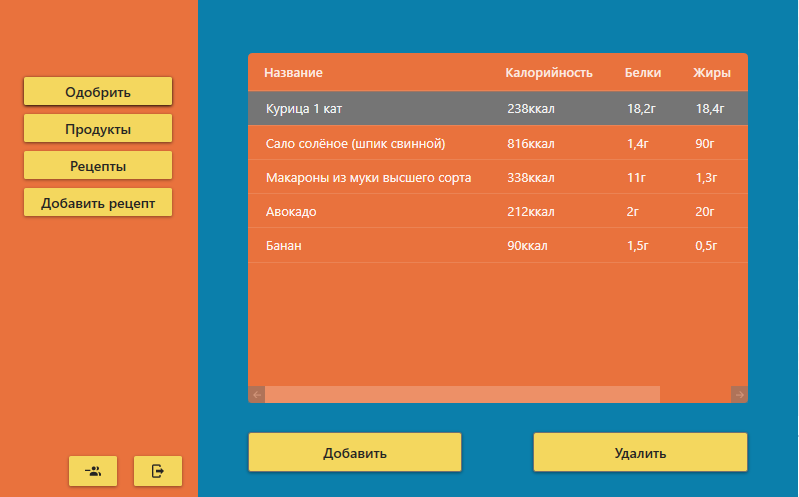 Одобрить
Продукты
Рецепты
Добавить рецепт
Название Калорийность Белки Жиры
Курица 1 кат 238ккал 18,2г 18,4г
Сало солёное (шпик свинной) 816ккал 1,4г 90г
Макароны из муки высшего сорта 338ккал 11г 1,3г
Авокадо 212ккал 2г 20г
Банан 90ккал 1,5г 0,5г
Добавить Удалить